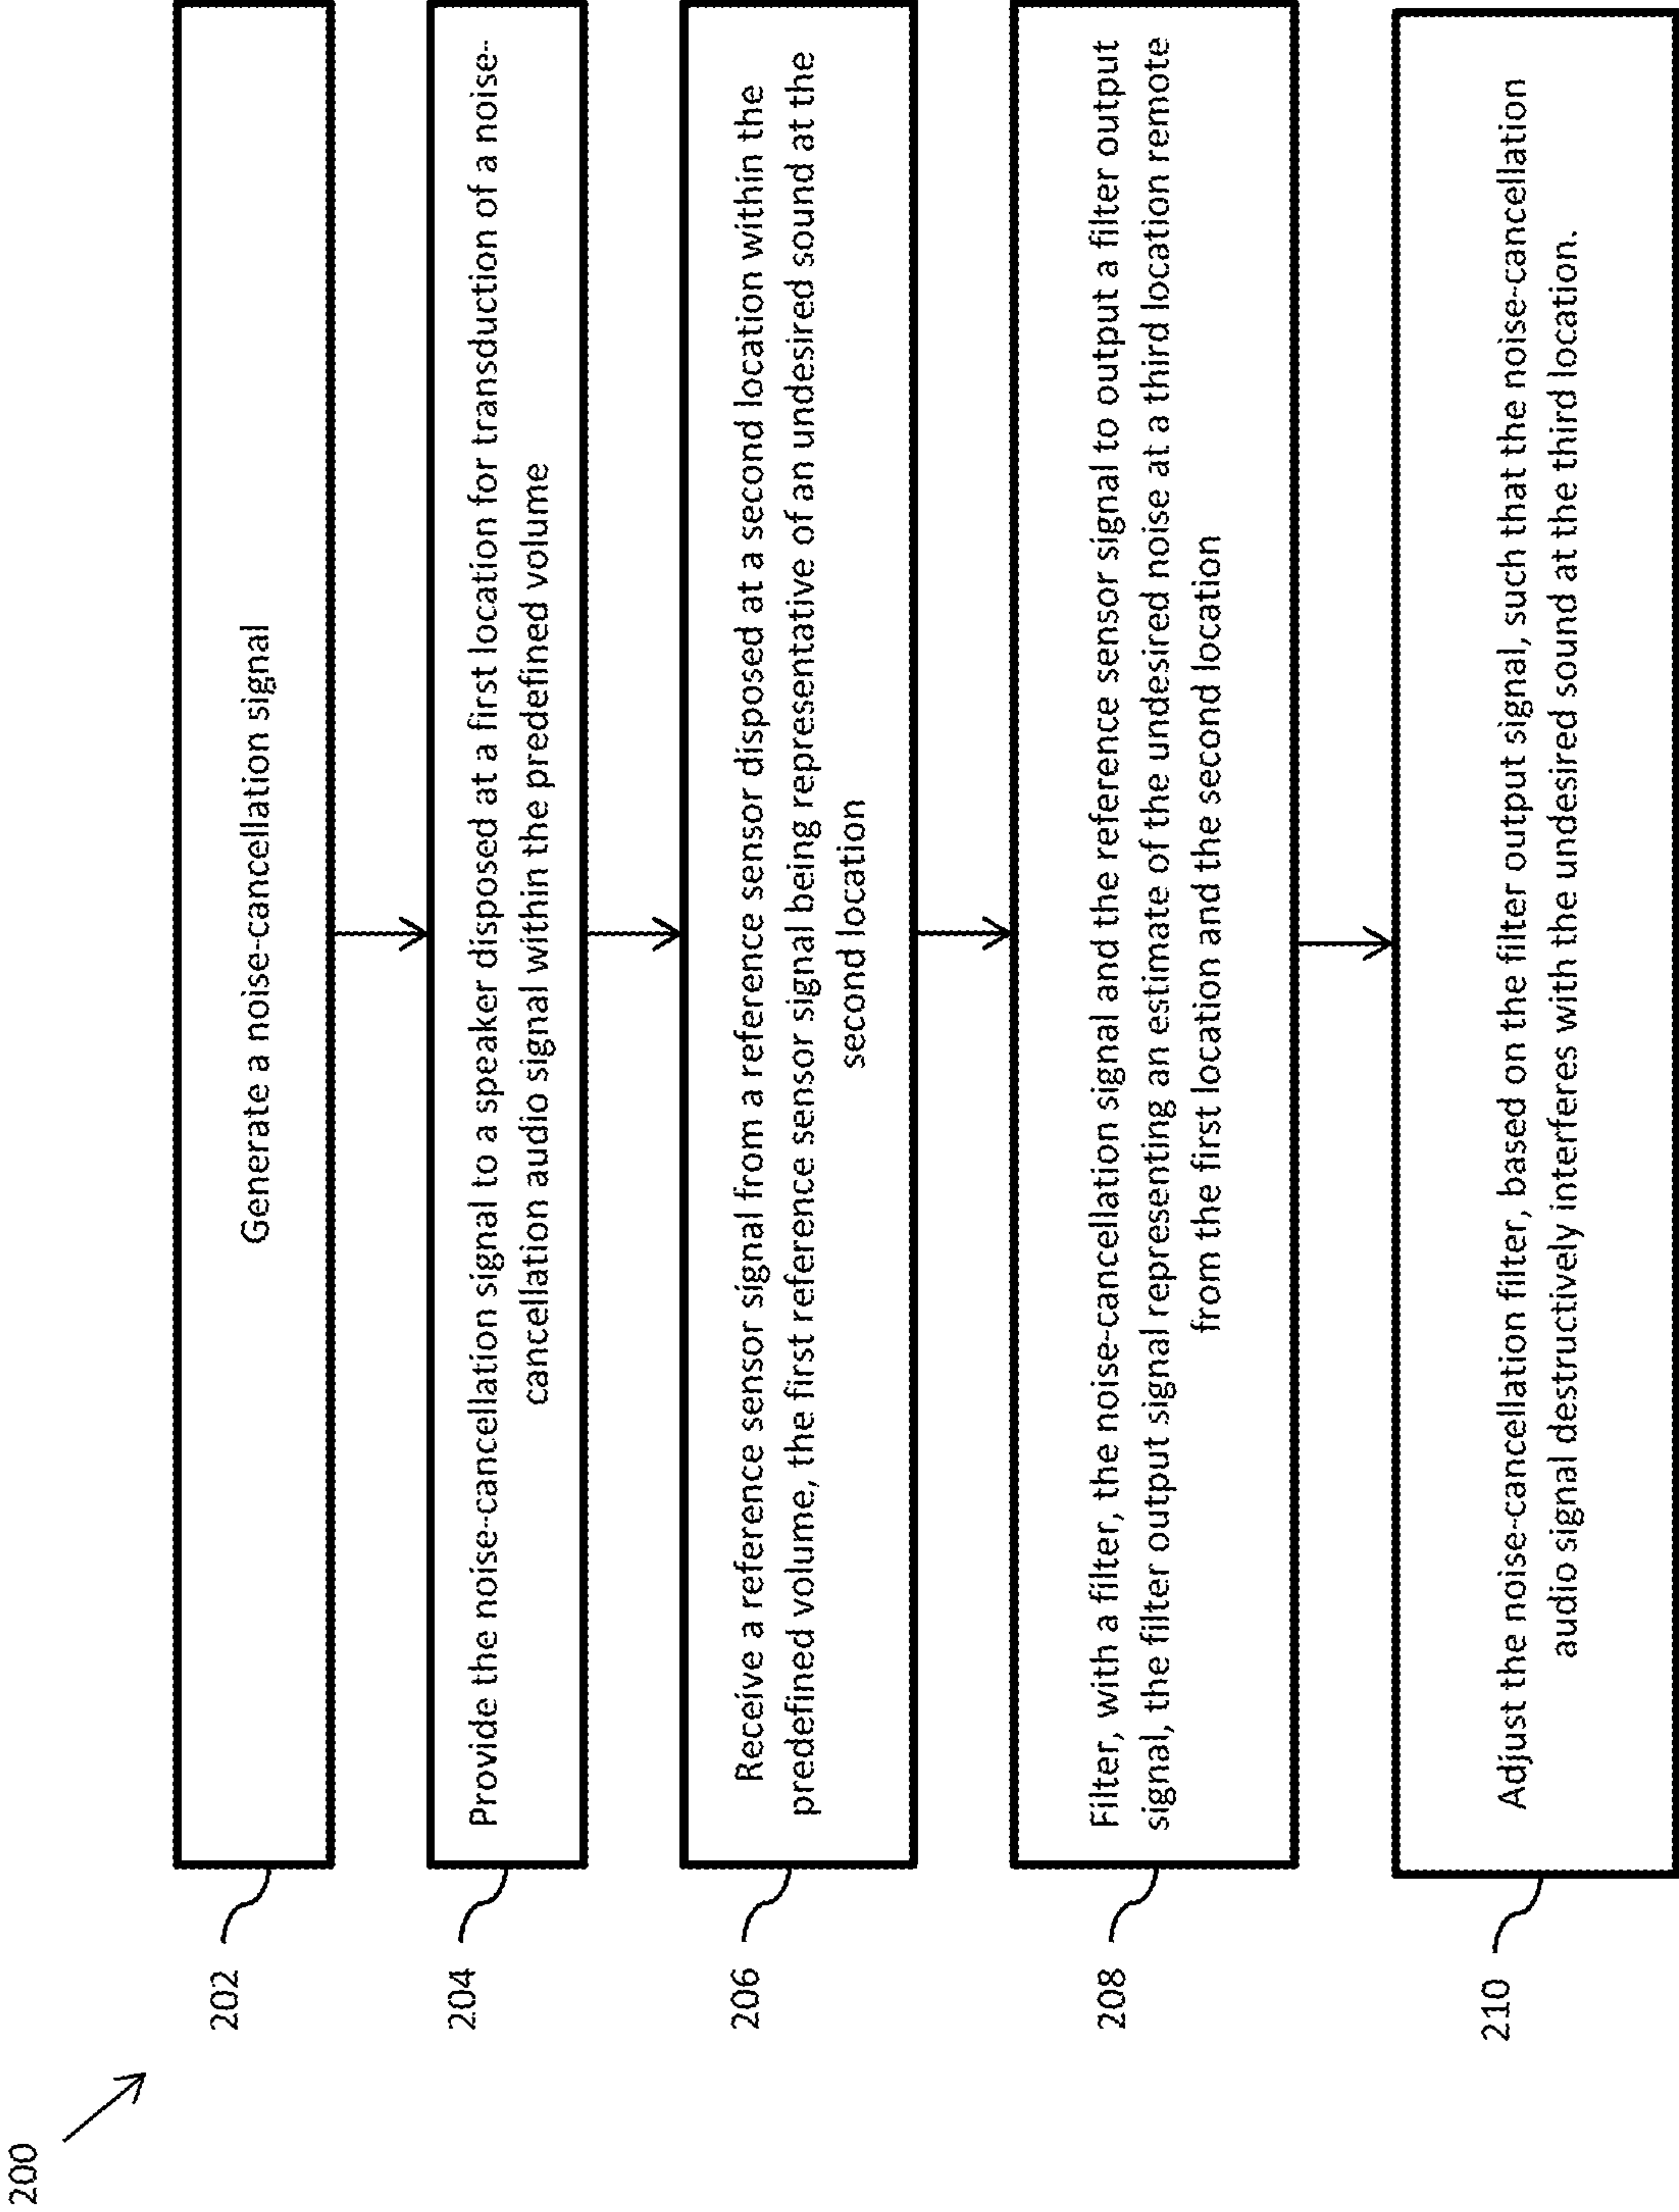 200
202
Generate a noise-cancellation signal
204
Provide the noise-cancellation signal to a speaker disposed at a first location for transduction of a noise-
cancellation audio signal within the predefined volume
206
Receive a reference sensor signal from a reference sensor disposed at a second location within the
predefined volume, the first reference sensor signal being representative of an undesired sound at the
second location
208
Filter, with a filter, the noise-cancellation signal and the reference sensor signal to output a filter output
signal, the filter output signal representing an estimate of the undesired noise at a third location remote
from the first location and the second location
210
Adjust the noise-cancellation filter, based on the filter output signal, such that the noise-cancellation
audio signal destructively interferes with the undesired sound at the third location.